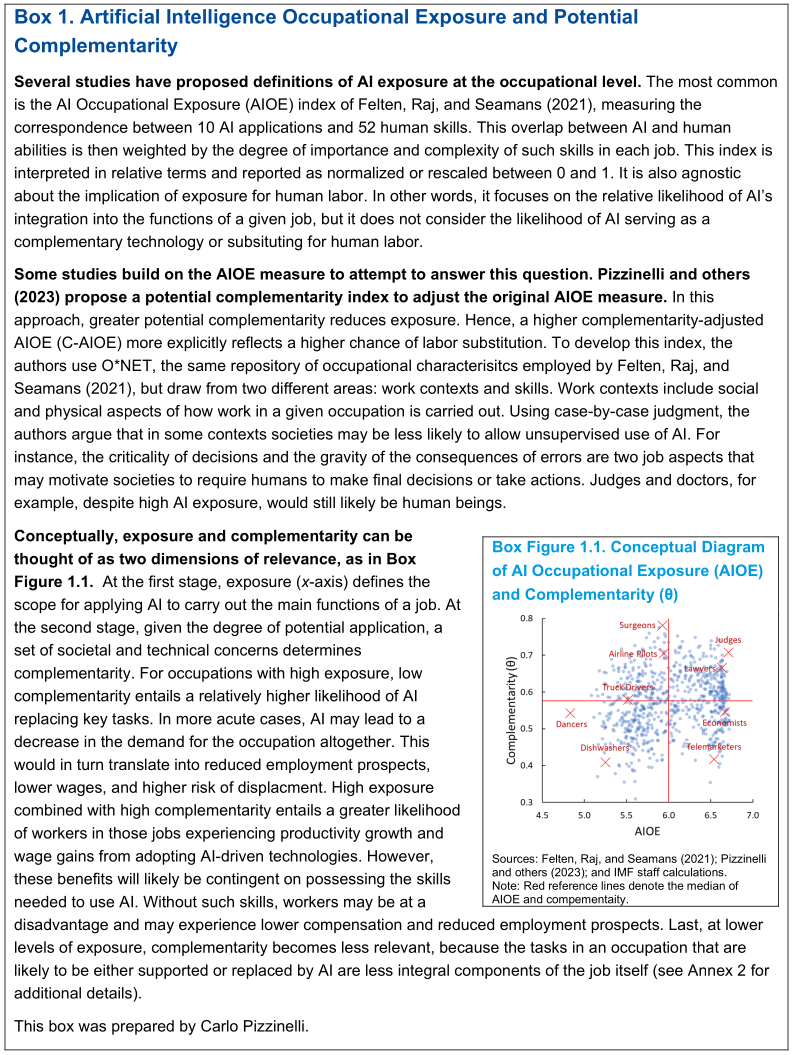 Box 1. Artificial Intelligence Occupational Exposure and Potential
Complementarity
Several studies have proposed definitions of AI exposure at the occupational level. The most common
is the AI Occupational Exposure (AIOE) index of Felten, Raj, and Seamans (2021), measuring the
correspondence between 10 AI applications and 52 human skills. This overlap between AI and human
abilities is then weighted by the degree of importance and complexity of such skills in each job. This index is
interpreted in relative terms and reported as normalized or rescaled between 0 and 1. It is also agnostic
about the implication of exposure for human labor. In other words, it focuses on the relative likelihood of AI's
integration into the functions of a given job, but it does not consider the likelihood of AI serving as a
complementary technology or subsituting for human labor.
Some studies build on the AIOE measure to attempt to answer this question. Pizzinelli and others
(2023) propose a potential complementarity index to adjust the original AIOE measure. In this
approach, greater potential complementarity reduces exposure. Hence, a higher complementarity-adjusted
AIOE (C-AIOE) more explicitly reflects a higher chance of labor substitution. To develop this index, the
authors use O*NET, the same repository of occupational characterisitcs employed by Felten, Raj, and
Seamans (2021), but draw from two different areas: work contexts and skills. Work contexts include social
and physical aspects of how work in a given occupation is carried out. Using case-by-case judgment, the
authors argue that in some contexts societies may be less likely to allow unsupervised use of AI. For
instance, the criticality of decisions and the gravity of the consequences of errors are two job aspects that
may motivate societies to require humans to make final decisions or take actions. Judges and doctors, for
example, despite high AI exposure, would still likely be human beings.
Conceptually, exposure and complementarity can be
thought of as two dimensions of relevance, as in Box
Figure 1.1. At the first stage, exposure (x-axis) defines the
scope for applying AI to carry out the main functions of a job. At
the second stage, given the degree of potential application, a
set of societal and technical concerns determines
complementarity. For occupations with high exposure, low
complementarity entails a relatively higher likelihood of AI
replacing key tasks. In more acute cases, AI may lead to a
decrease in the demand for the occupation altogether. This
would in turn translate into reduced employment prospects,
lower wages, and higher risk of displacment. High exposure
combined with high complementarity entails a greater likelihood
of workers in those jobs experiencing productivity growth and
wage gains from adopting AI-driven technologies. However,
these benefits will likely be contingent on possessing the skills
needed to use AI. Without such skills, workers may be at a
disadvantage and may experience lower compensation and reduced employment prospects. Last, at lower
levels of exposure, complementarity becomes less relevant, because the tasks in an occupation that are
likely to be either supported or replaced by AI are less integral components of the job itself (see Annex 2 for
additional details).
This box was prepared by Carlo Pizzinelli.
Box Figure 1.1. Conceptual Diagram
of AI Occupational Exposure (AIOE)
and Complementarity (θ)
0.8
0.7
0.6
0.5
0.4
0.3
Complementarity (θ)
Surgeons
Judges
Airline Pilots
Lawyers
Truck Drivers
Dancers
Economists
Dishwashers
Telemarketers
4.5 5.0 5.5 6.0 6.5 7.0
AIOE
Sources: Felten, Raj, and Seamans (2021); Pizzinelli
and others (2023); and IMF staff calculations.
Note: Red reference lines denote the median of
AIOE and compementaity.